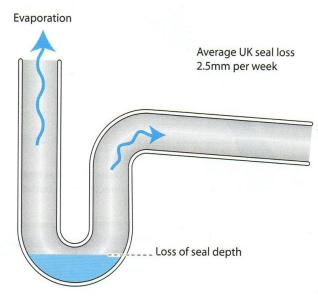 Evaporation
Average UK seal loss
2.5mm per week
Loss of seal depth